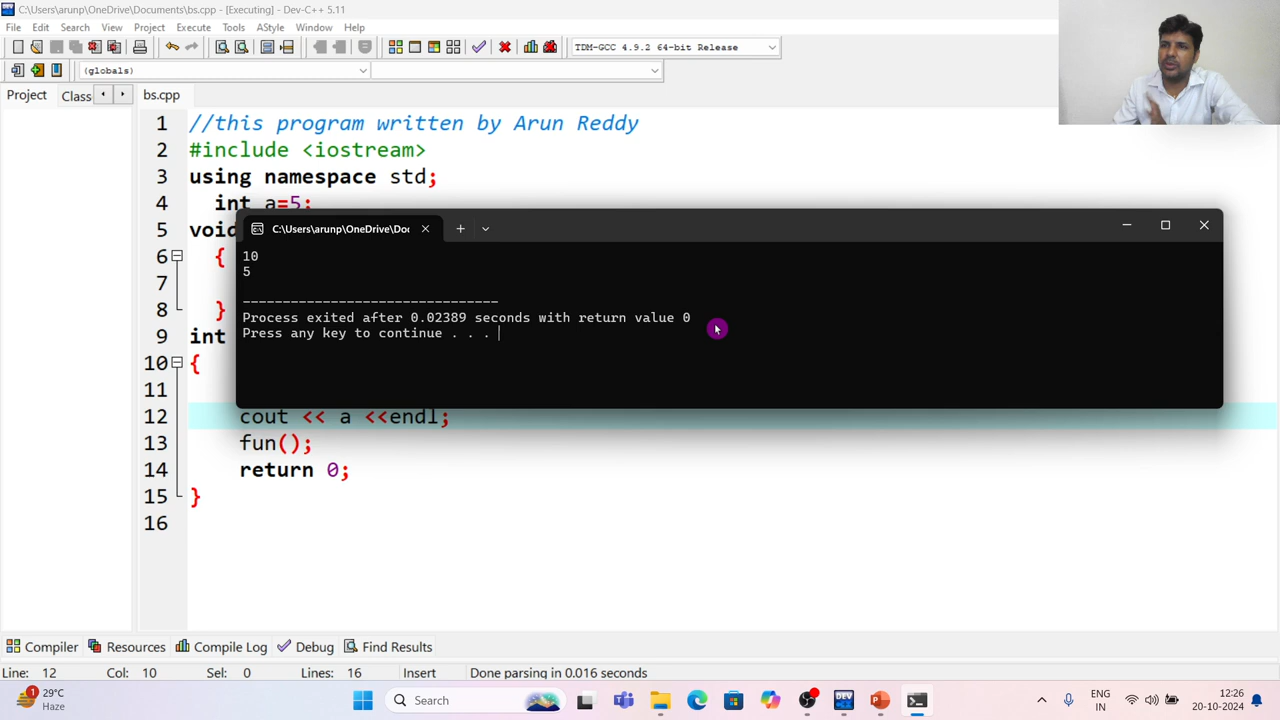 C:\Users\arunp\OneDrive\Documents\bs.cpp - [Executing] - Dev-C++ 5.11
File Edit Search View Project Execute Tools AStyle Window Help
TDM-GCC 4.9.2 64-bit Release
(globals)
Project Class bs.cpp
1 //this program written by Arun Reddy
2 #include <iostream>
3 using namespace std;
4 int a=5;
5 void
6 {
7
8 }
9 int
10 {
11
12 cout << a <<endl;
13 fun();
14 return 0;
15 }
16
C:\Users\arunp\OneDrive\Doc
10
5
--------------------------------
Process exited after 0.02389 seconds with return value 0
Press any key to continue . . .
Compiler Resources Compile Log Debug Find Results
Line: 12 Col: 10 Sel: 0 Lines: 16 Insert Done parsing in 0.016 seconds
1 29°C
Haze
Search
ENG
IN
12:26
20-10-2024